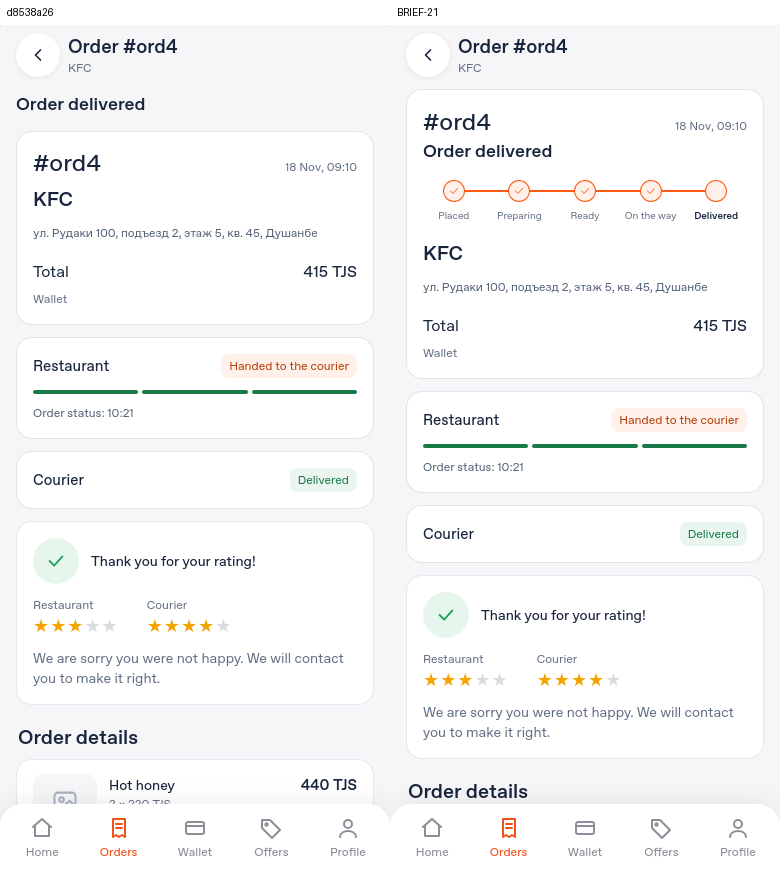 d8538a26
Order #ord4
KFC
Order delivered
#ord4
18 Nov, 09:10
KFC
ул. Рудаки 100, подъезд 2, этаж 5, кв. 45, Душанбе
Total
415 TJS
Wallet
Restaurant
Handed to the courier
Order status: 10:21
Courier
Delivered
Thank you for your rating!
Restaurant
Courier
We are sorry you were not happy. We will contact
you to make it right.
Order details
Hot honey
440 TJS
Home
Orders
Wallet
Offers
Profile
BRIEF-21
Order #ord4
KFC
#ord4
18 Nov, 09:10
Order delivered
Placed
Preparing
Ready
On the way
Delivered
KFC
ул. Рудаки 100, подъезд 2, этаж 5, кв. 45, Душанбе
Total
415 TJS
Wallet
Restaurant
Handed to the courier
Order status: 10:21
Courier
Delivered
Thank you for your rating!
Restaurant
Courier
We are sorry you were not happy. We will contact
you to make it right.
Order details
Home
Orders
Wallet
Offers
Profile